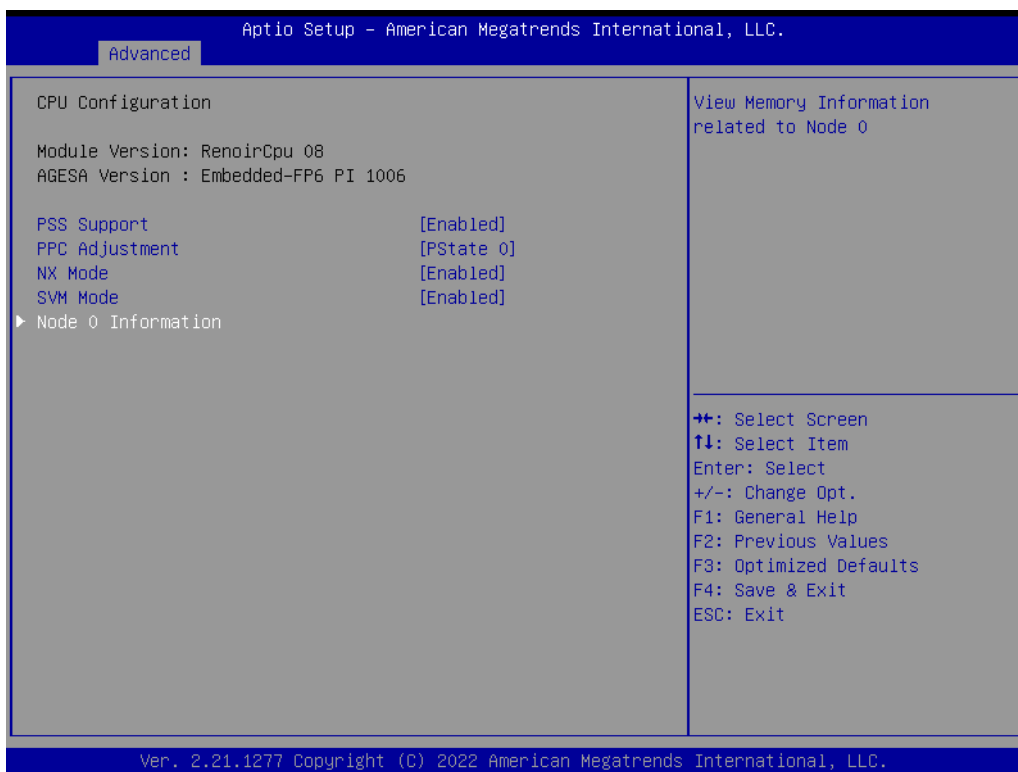 Aptio Setup – American Megatrends International, LLC.
Advanced
CPU Configuration
Module Version: RenoirCpu 08
AGESA Version : Embedded-FP6 PI 1006
PSS Support [Enabled]
PPC Adjustment [PState 0]
NX Mode [Enabled]
SVM Mode [Enabled]
▶ Node 0 Information
View Memory Information
related to Node 0
→←: Select Screen
↑↓: Select Item
Enter: Select
+/-: Change Opt.
F1: General Help
F2: Previous Values
F3: Optimized Defaults
F4: Save & Exit
ESC: Exit
Ver. 2.21.1277 Copyright (C) 2022 American Megatrends International, LLC.